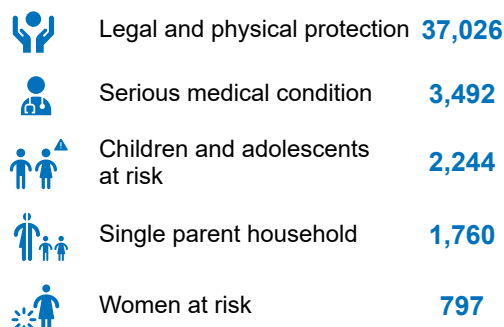 Legal and physical protection 37,026
Serious medical condition 3,492
Children and adolescents
at risk 2,244
Single parent household 1,760
Women at risk 797